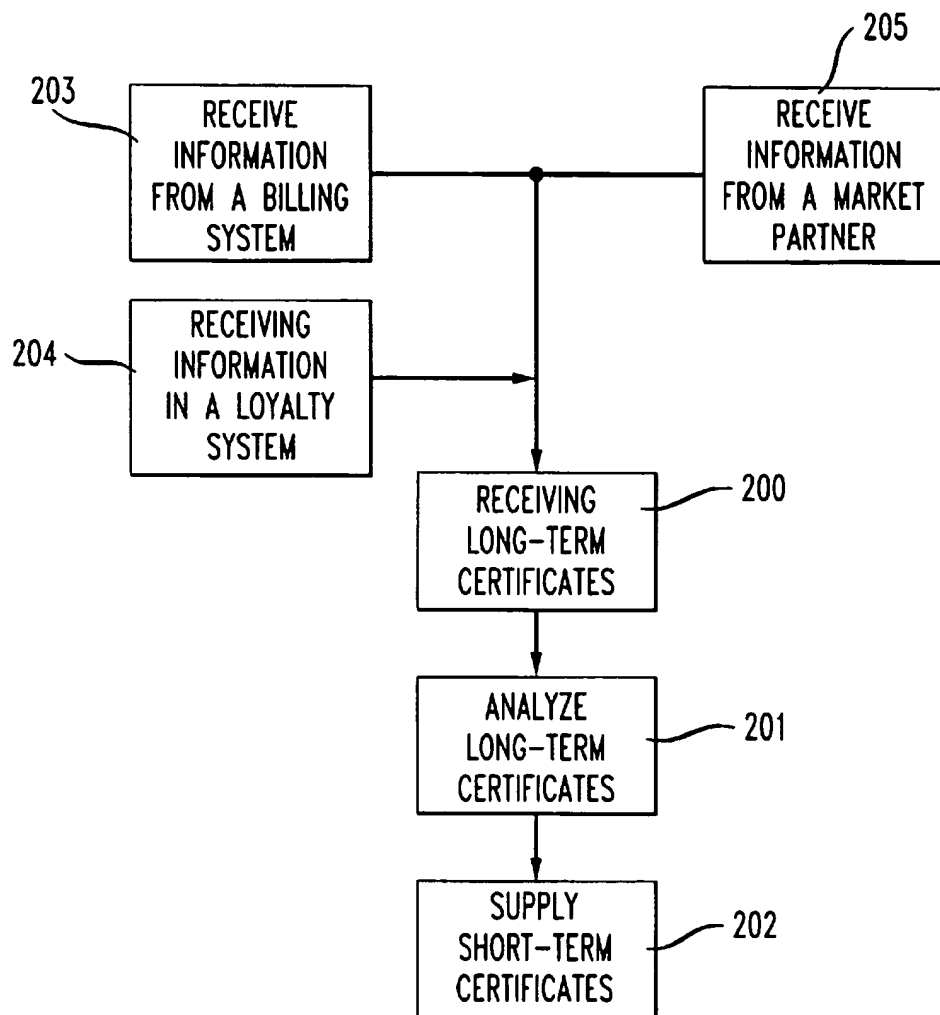 205
203
RECEIVE
INFORMATION
FROM A BILLING
SYSTEM
RECEIVE
INFORMATION
FROM A MARKET
PARTNER
204
RECEIVING
INFORMATION
IN A LOYALTY
SYSTEM
200
RECEIVING
LONG-TERM
CERTIFICATES
201
ANALYZE
LONG-TERM
CERTIFICATES
202
SUPPLY
SHORT-TERM
CERTIFICATES